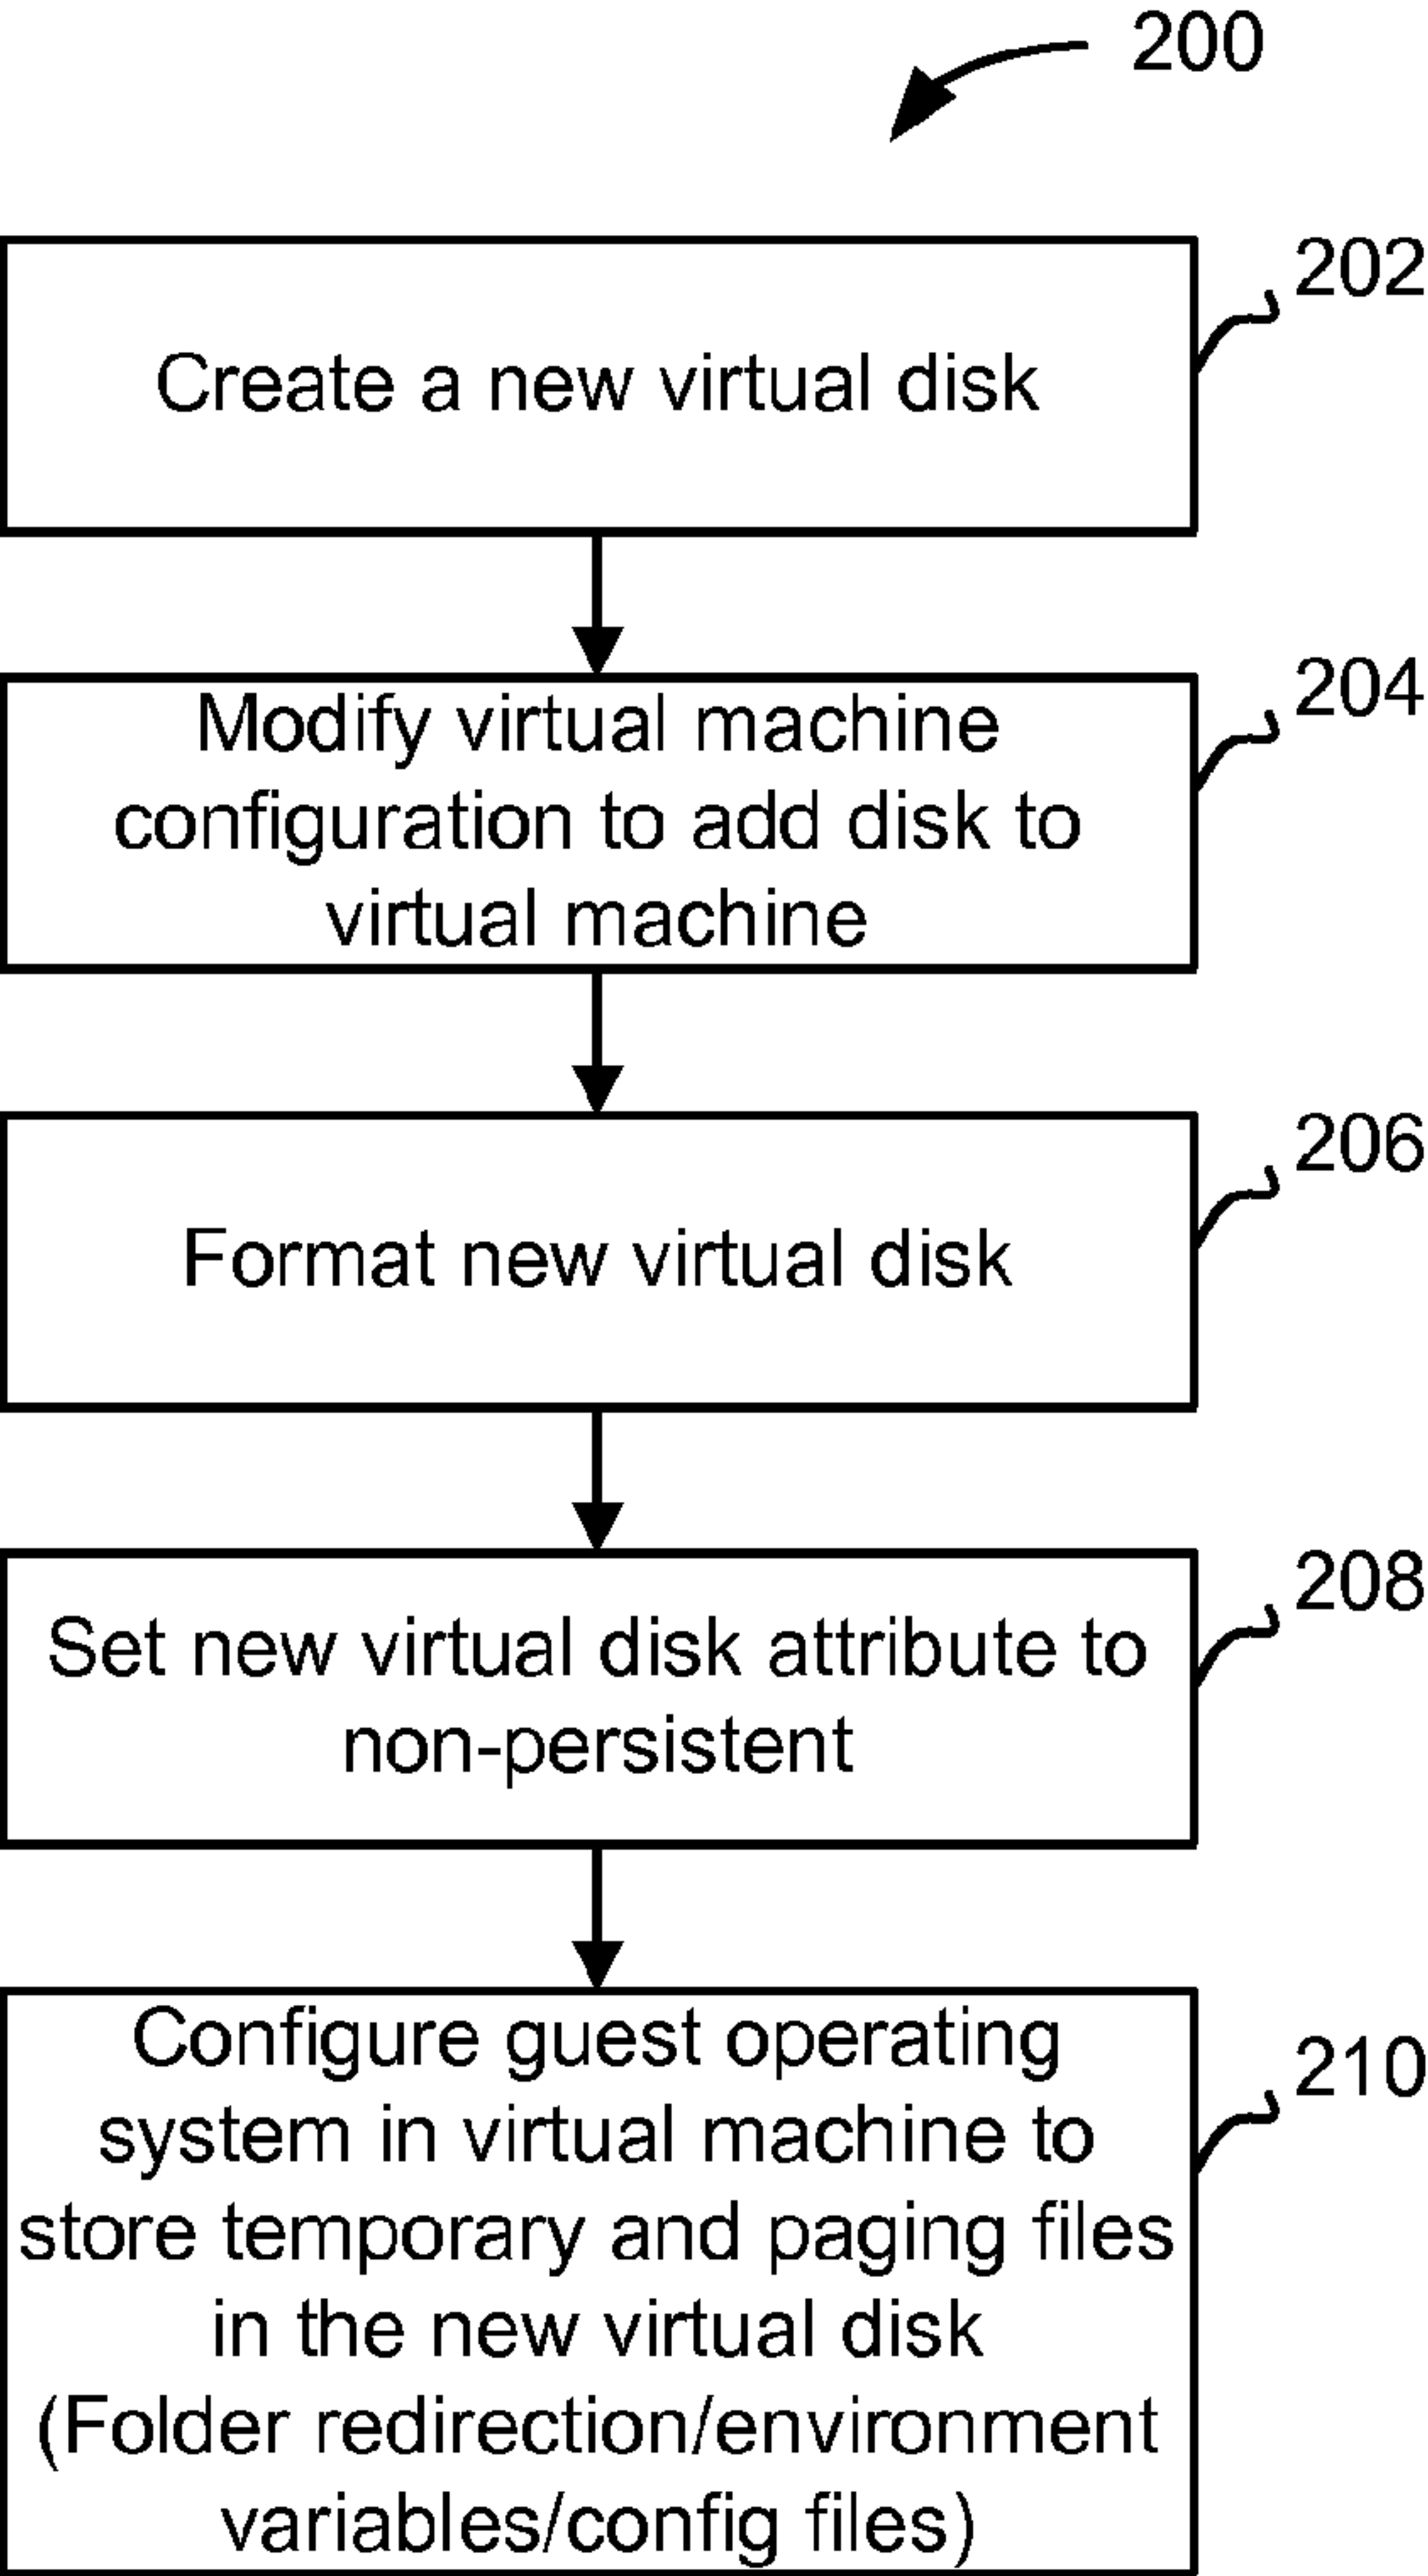 200
202
Create a new virtual disk
204
Modify virtual machine
configuration to add disk to
virtual machine
206
Format new virtual disk
208
Set new virtual disk attribute to
non-persistent
210
Configure guest operating
system in virtual machine to
store temporary and paging files
in the new virtual disk
(Folder redirection/environment
variables/config files)